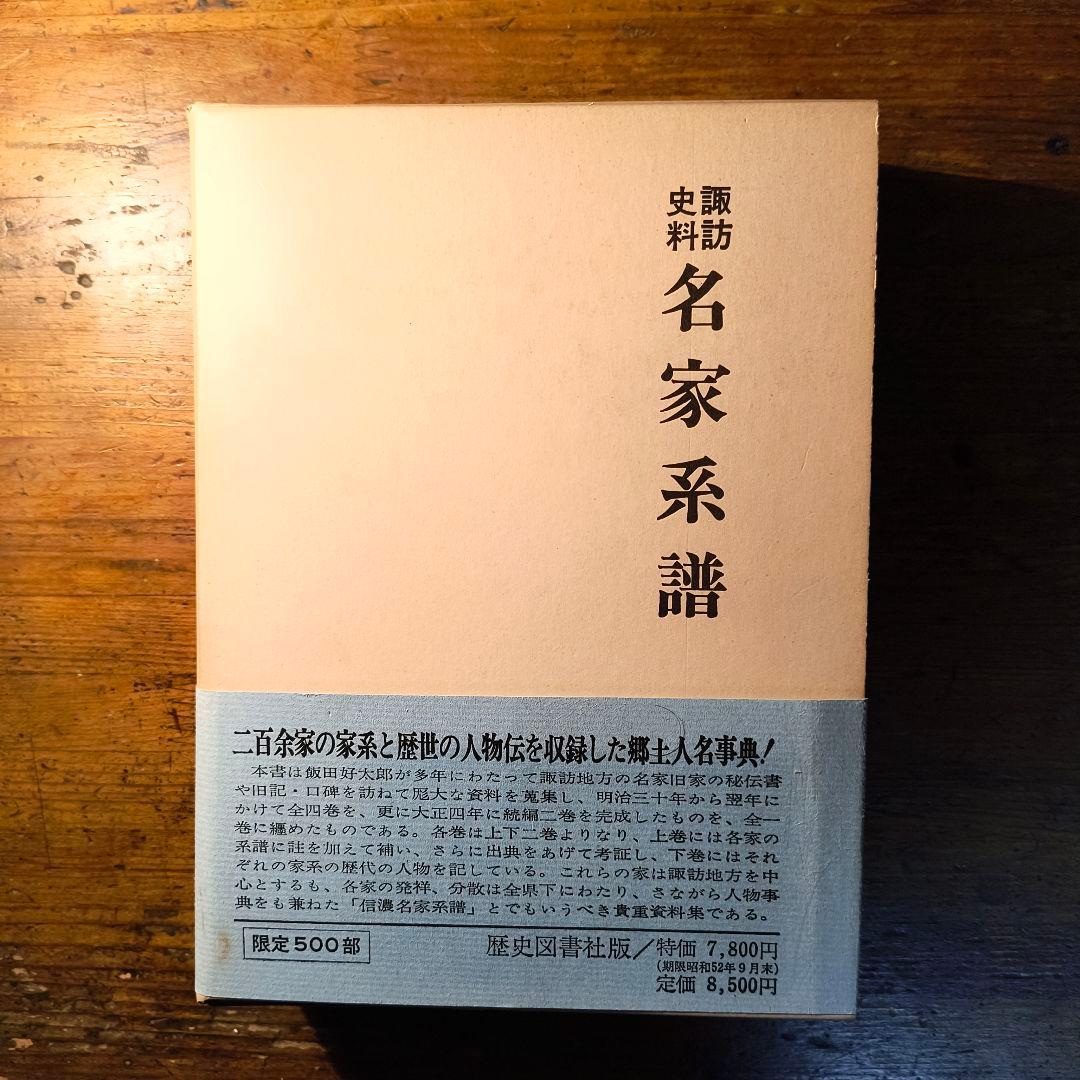 諏訪
史料
名家系譜
二百余家の家系と歴世の人物伝を収録した郷土人名事典!
本書は飯田好太郎が多年にわたって諏訪地方の名家旧家の秘伝書
や旧記・口碑を訪ねて厖大な資料を蒐集し、明治三十年から翌年に
かけて全四巻を、更に大正四年に続編二巻を完成したものを、全一
巻に纏めたものである。各巻は上下二巻よりなり、上巻には各家の
系譜に註を加えて補い、さらに出典をあげて考証し、下巻にはそれ
ぞれの家系の歴代の人物を記している。これらの家は諏訪地方を中
心とするも、各家の発祥、分散は全県下にわたり、さながら人物事
典をも兼ねた「信濃名家系譜」とでもいうべき貴重資料集である。
限定500部
歴史図書社版/特価 7,800円
(期限昭和52年9月末)
定価 8,500円